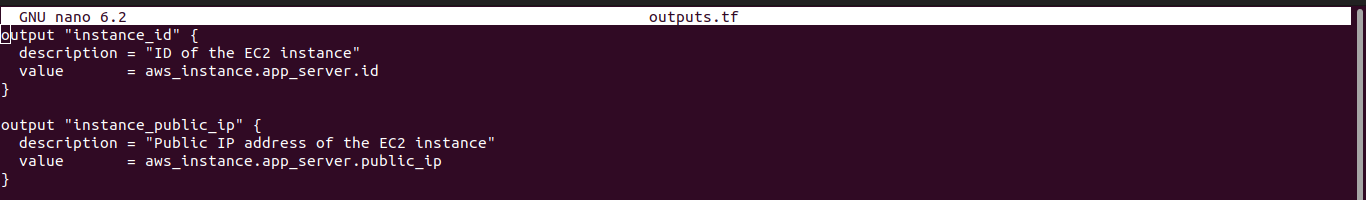 GNU nano 6.2 outputs.tf
output "instance_id" {
  description = "ID of the EC2 instance"
  value       = aws_instance.app_server.id
}

output "instance_public_ip" {
  description = "Public IP address of the EC2 instance"
  value       = aws_instance.app_server.public_ip
}